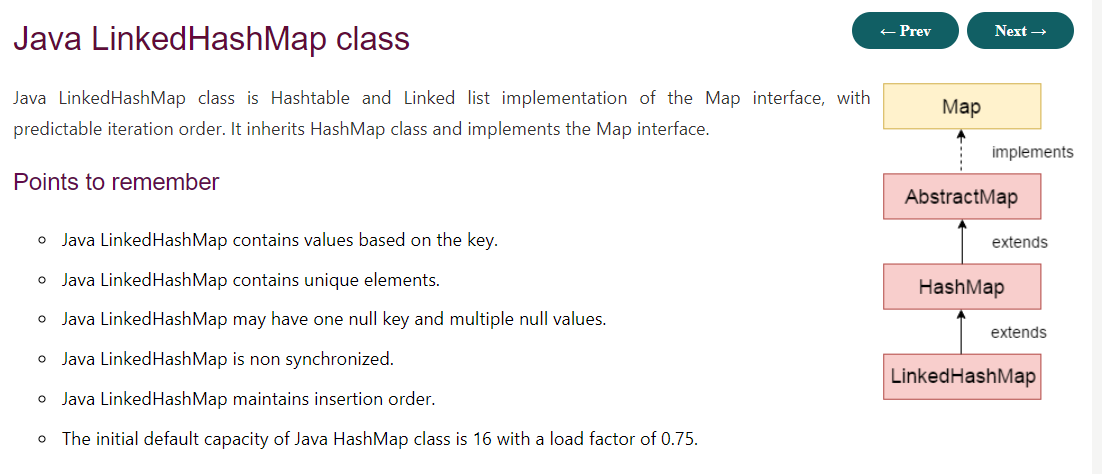 Java LinkedHashMap class
← Prev
Next →
Java LinkedHashMap class is Hashtable and Linked list implementation of the Map interface, with
predictable iteration order. It inherits HashMap class and implements the Map interface.
Points to remember
Java LinkedHashMap contains values based on the key.
Java LinkedHashMap contains unique elements.
Java LinkedHashMap may have one null key and multiple null values.
Java LinkedHashMap is non synchronized.
Java LinkedHashMap maintains insertion order.
The initial default capacity of Java HashMap class is 16 with a load factor of 0.75.
Map
implements
AbstractMap
extends
HashMap
extends
LinkedHashMap